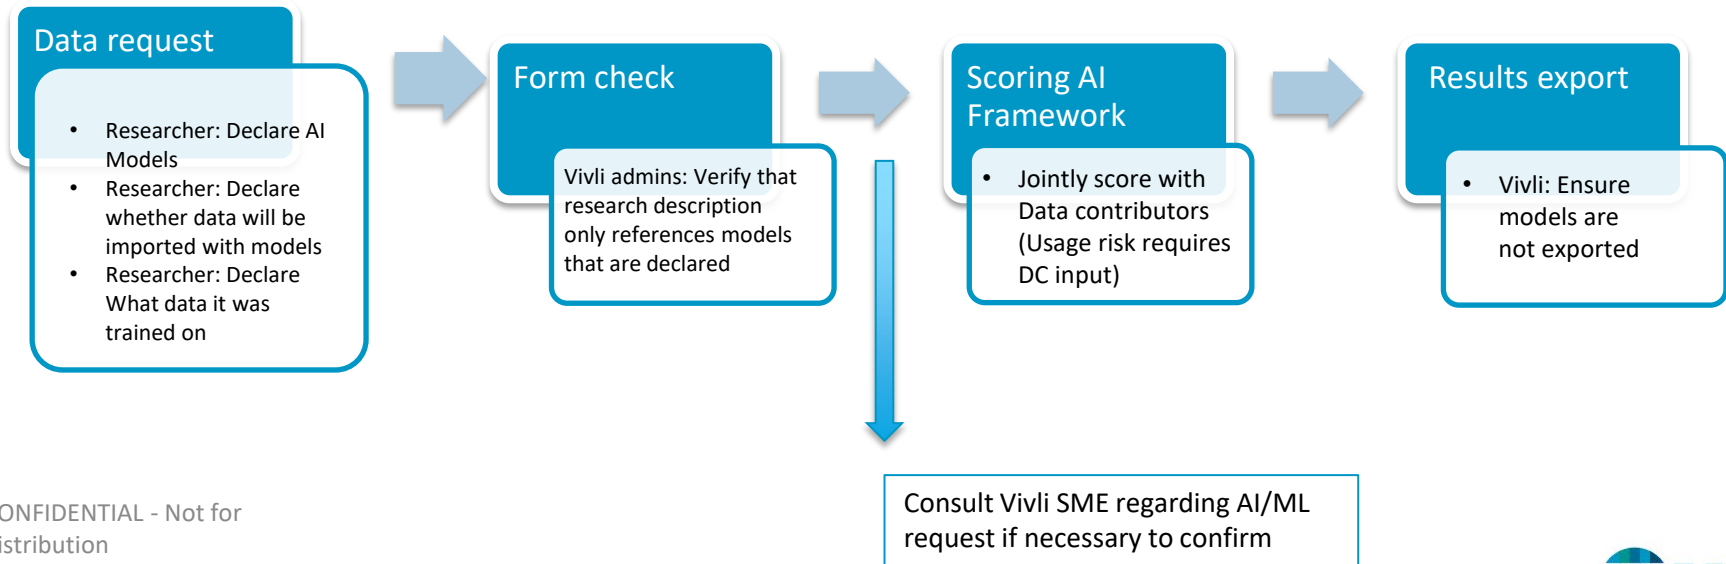 Data request
• Researcher: Declare AI
Models
• Researcher: Declare
whether data will be
imported with models
• Researcher: Declare
What data it was
trained on
Form check
Vivli admins: Verify that
research description
only references models
that are declared
Scoring AI
Framework
• Jointly score with
Data contributors
(Usage risk requires
DC input)
Results export
• Vivli: Ensure
models are
not exported
Consult Vivli SME regarding AI/ML
request if necessary to confirm
ONFIDENTIAL - Not for
istribution